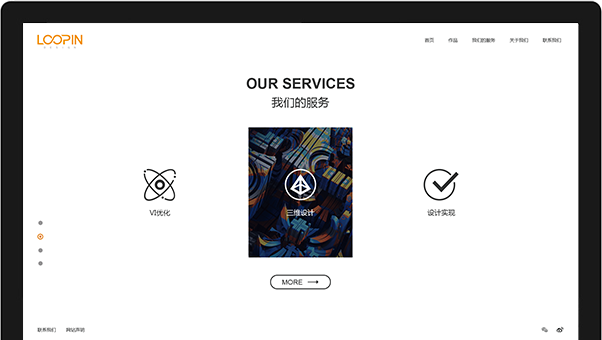 LOOPIN
首页 作品 我们的服务 关于我们 联系我们
OUR SERVICES
我们的服务
VI优化
三维设计
设计实现
MORE
联系我们 网站声明